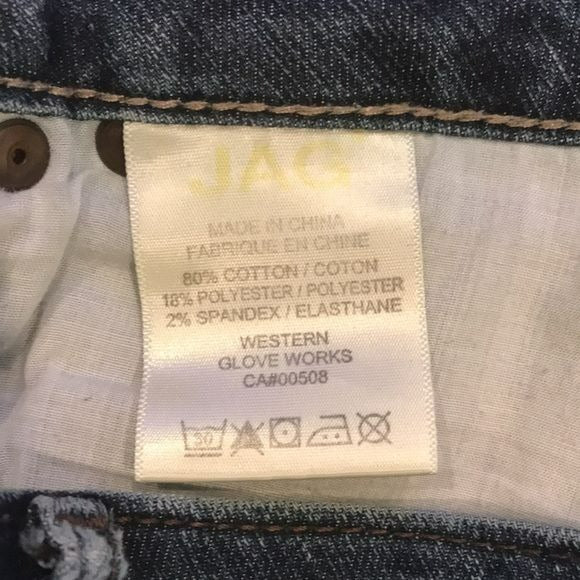 JAG
MADE IN CHINA
FABRIQUE EN CHINE
80% COTTON / COTON
18% POLYESTER / POLYESTER
2% SPANDEX / ELASTHANE
WESTERN
GLOVE WORKS
CA#00508
30